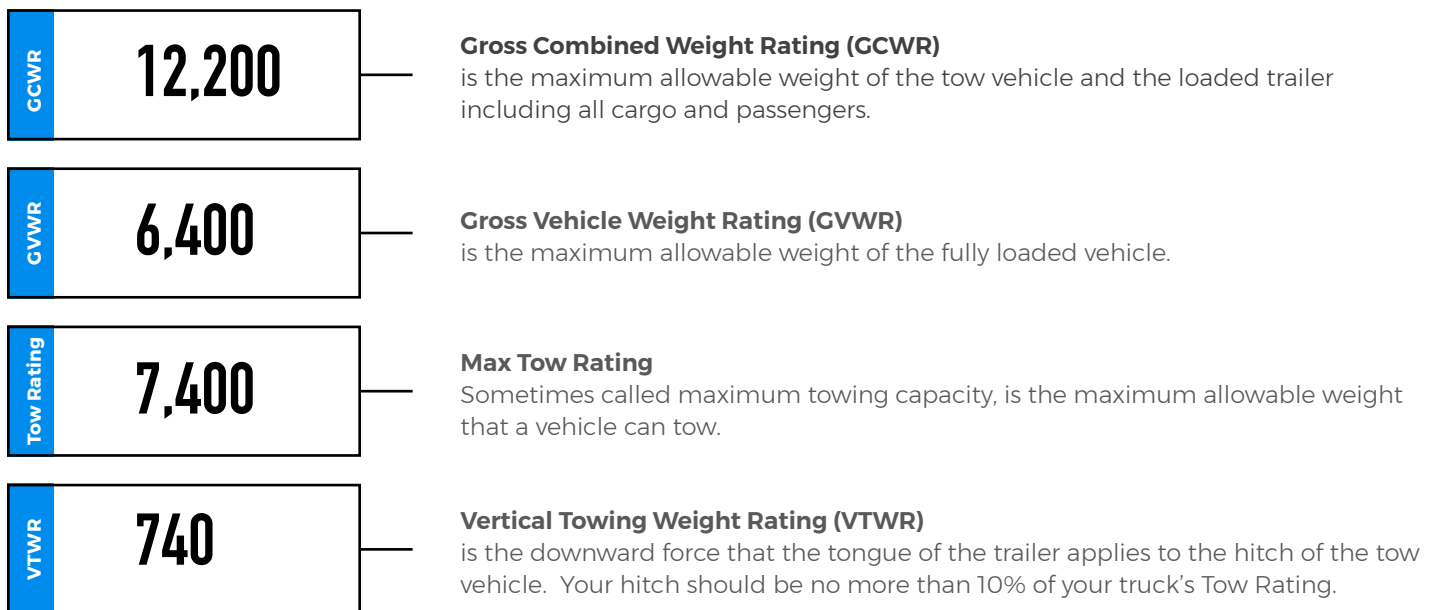 GCWR
12,200
Gross Combined Weight Rating (GCWR)
is the maximum allowable weight of the tow vehicle and the loaded trailer
including all cargo and passengers.
GVWR
6,400
Gross Vehicle Weight Rating (GVWR)
is the maximum allowable weight of the fully loaded vehicle.
Tow Rating
7,400
Max Tow Rating
Sometimes called maximum towing capacity, is the maximum allowable weight
that a vehicle can tow.
VTWR
740
Vertical Towing Weight Rating (VTWR)
is the downward force that the tongue of the trailer applies to the hitch of the tow
vehicle.  Your hitch should be no more than 10% of your truck's Tow Rating.